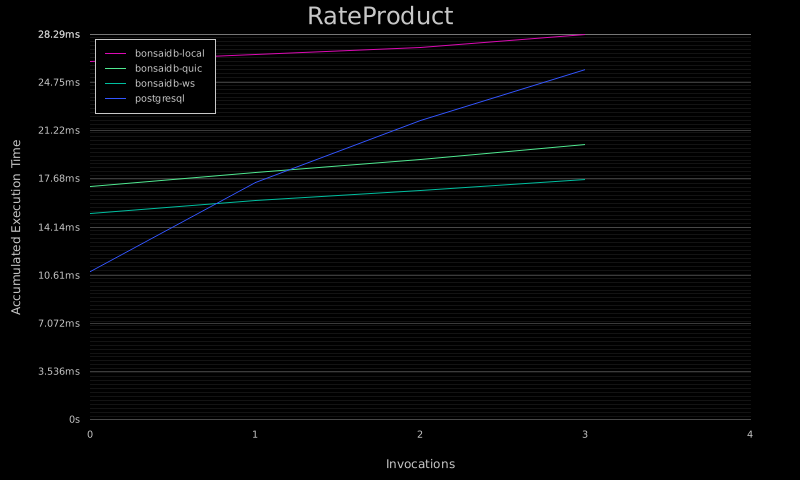 RateProduct
28.29ms
bonsaidb-local
bonsaidb-quic
bonsaidb-ws
postgresql
24.75ms
21.22ms
17.68ms
14.14ms
10.61ms
7.072ms
3.536ms
0s
Accumulated Execution Time
0 1 2 3 4
Invocations